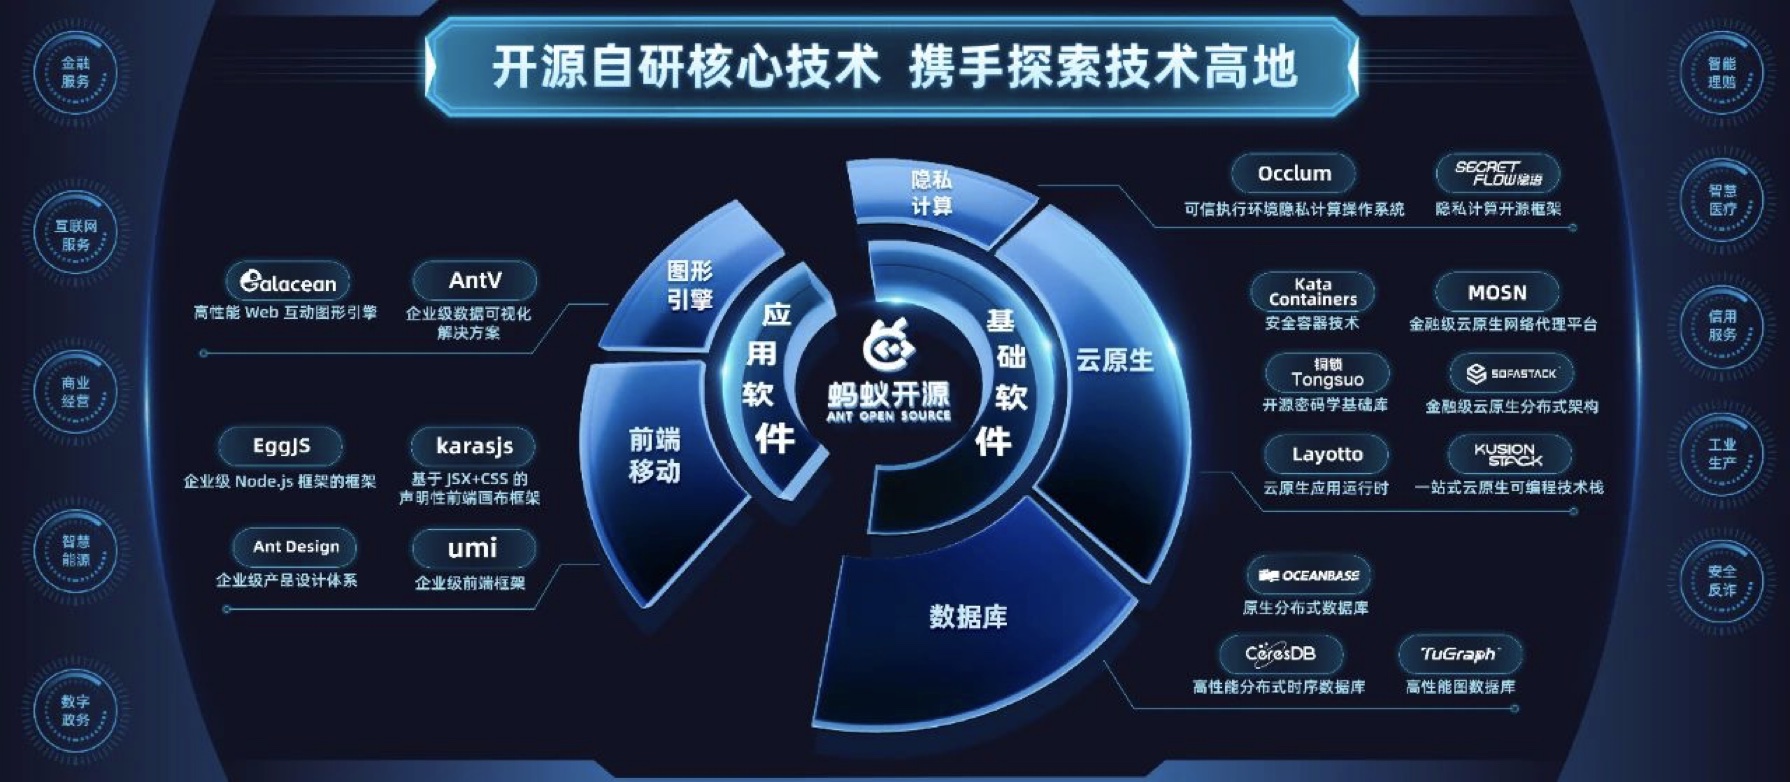 开源自研核心技术 携手探索技术高地
金融
服务
互联网
服务
商业
经营
智慧
能源
数字
政务
Galacean
高性能 Web 互动图形引擎
AntV
企业级数据可视化
解决方案
EggJS
企业级 Node.js 框架的框架
karasjs
基于 JSX+CSS 的
声明性前端画布框架
Ant Design
企业级产品设计体系
umi
企业级前端框架
图形
引擎
前端
移动
应用软件
蚂蚁开源
ANT OPEN SOURCE
基础软件
隐私
计算
云原生
数据库
Occlum
可信执行环境隐私计算操作系统
SECRET
FLOW隐语
隐私计算开源框架
Kata
Containers
安全容器技术
MOSN
金融级云原生网络代理平台
铜锁
Tongsuo
开源密码学基础库
SOFASTACK
金融级云原生分布式架构
Layotto
云原生应用运行时
KUSION
STACK
一站式云原生可编程技术栈
OCEANBASE
原生分布式数据库
CeresDB
高性能分布式时序数据库
TuGraph
高性能图数据库
智能
理赔
智慧
医疗
信用
服务
工业
生产
安全
反诈